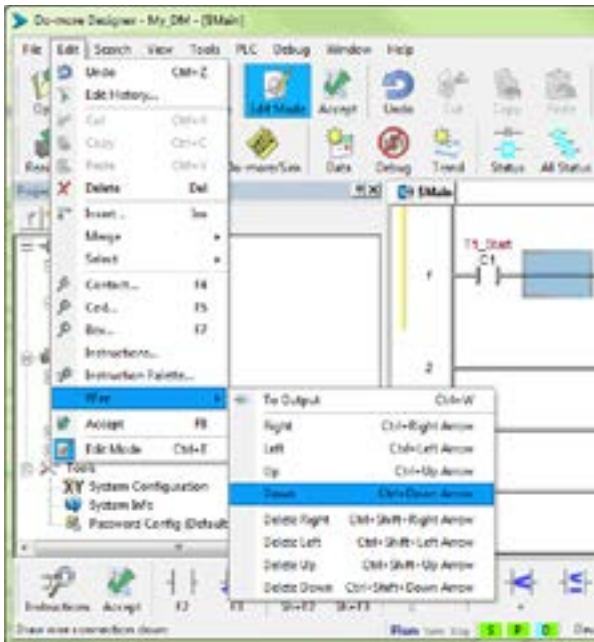 Do-more Designer - My_DM - [$Main]
File Edit Search View Tools PLC Debug Window Help
Undo Ctrl+Z
Edit History...
Cut Ctrl+X
Copy Ctrl+C
Paste Ctrl+V
Delete Del
Insert... Ins
Merge
Select
Contact... F4
Coil... F5
Box... F7
Instructions...
Instruction Palette...
Wire
Accept F8
Edit Mode Ctrl+E
Edit Mode Accept Undo Cut Copy Paste
Data Debug Trend Status All Status
$Main
T1_Start
C1
1
2
To Output Ctrl+W
Right Ctrl+Right Arrow
Left Ctrl+Left Arrow
Up Ctrl+Up Arrow
Down Ctrl+Down Arrow
Delete Right Ctrl+Shift+Right Arrow
Delete Left Ctrl+Shift+Left Arrow
Delete Up Ctrl+Shift+Up Arrow
Delete Down Ctrl+Shift+Down Arrow
Tools
System Configuration
System Info
Password Config (Default
Instructions Accept F2
Draw wire connection down